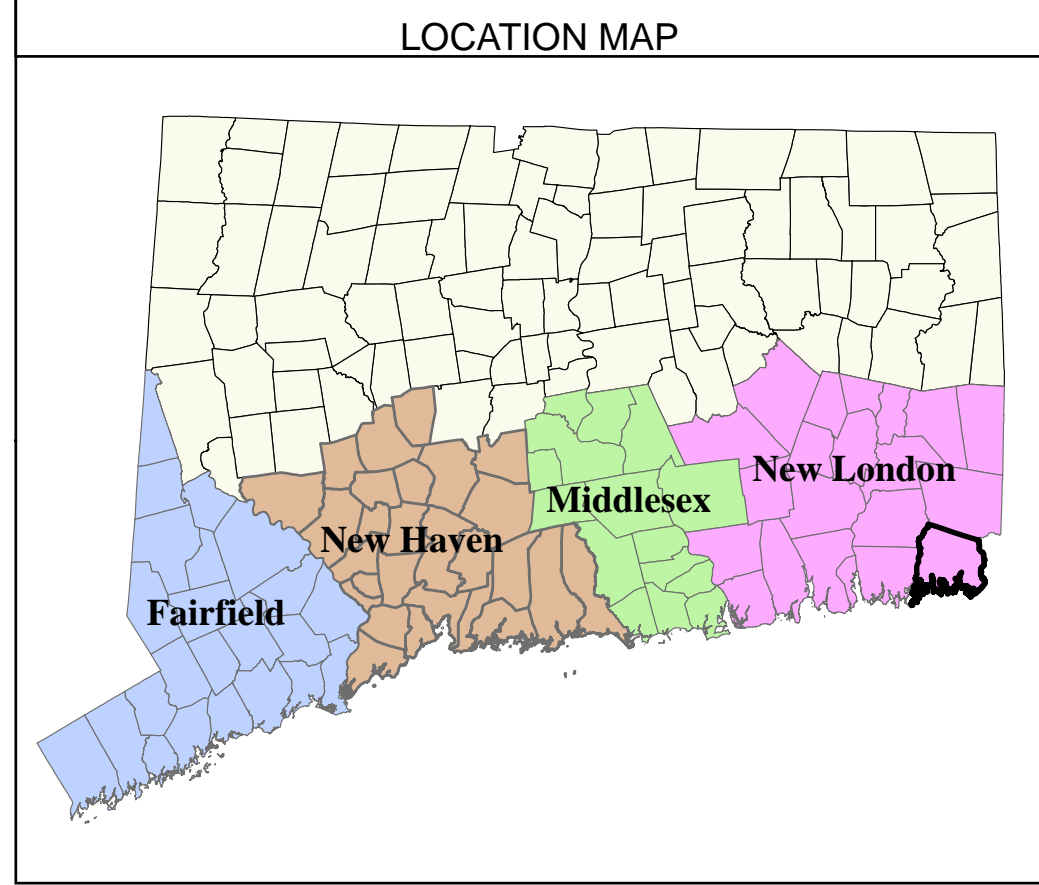 LOCATION MAP
New London
Middlesex
New Haven
Fairfield